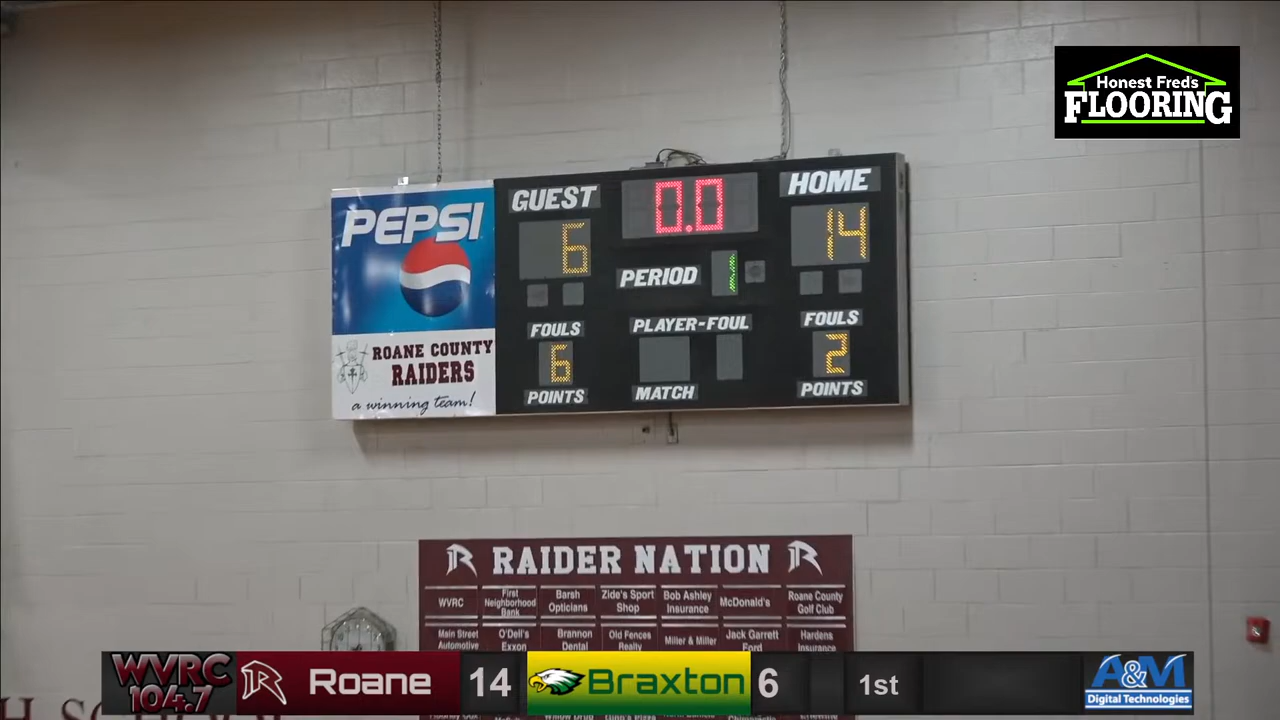 Honest Fred's
FLOORING
PEPSI
GUEST
0.0
HOME
6
14
PERIOD 1
FOULS
PLAYER-FOUL
FOULS
6
2
POINTS
MATCH
POINTS
ROANE COUNTY
RAIDERS
a winning team!
R RAIDER NATION R
WVRC
First Neighborhood Bank
Barsh Opticians
Zide's Sport Shop
Bob Ashley Insurance
McDonald's
Roane County Golf Club
Main Street Automotive
O'Dell's Exxon
Brannon Dental
Old Fences Realty
Miller & Miller
Jack Garrett Ford
Hardens Insurance
WVRC
104.7
R Roane 14 Braxton 6 1st
A&M
Digital Technologies